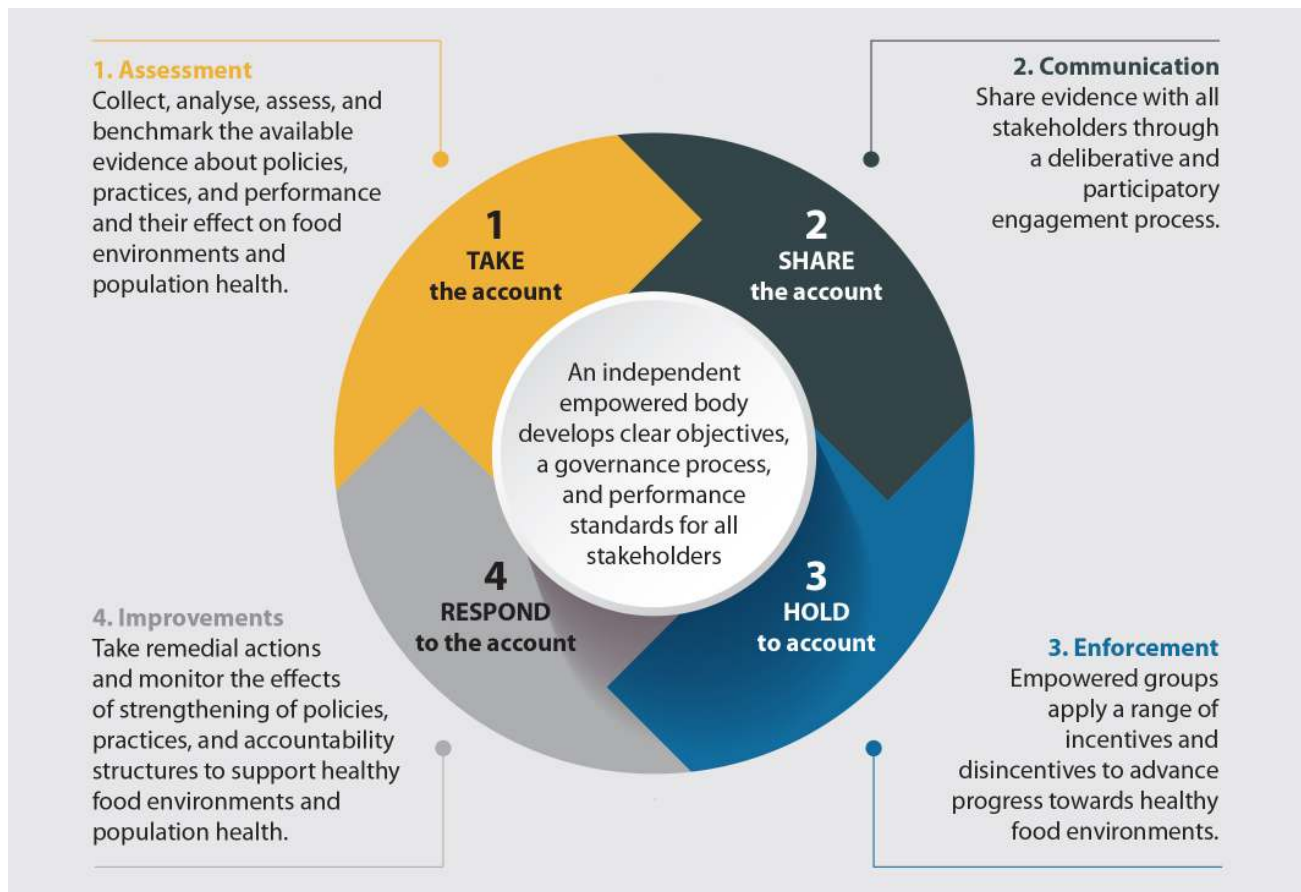 1. Assessment
Collect, analyse, assess, and
benchmark the available
evidence about policies,
practices, and performance
and their effect on food
environments and
population health.
2. Communication
Share evidence with all
stakeholders through
a deliberative and
participatory
engagement process.
1
TAKE
the account
2
SHARE
the account
An independent
empowered body
develops clear objectives,
a governance process,
and performance
standards for all
stakeholders
4
RESPOND
to the account
3
HOLD
to account
4. Improvements
Take remedial actions
and monitor the effects
of strengthening of policies,
practices, and accountability
structures to support healthy
food environments and
population health.
3. Enforcement
Empowered groups
apply a range of
incentives and
disincentives to advance
progress towards healthy
food environments.